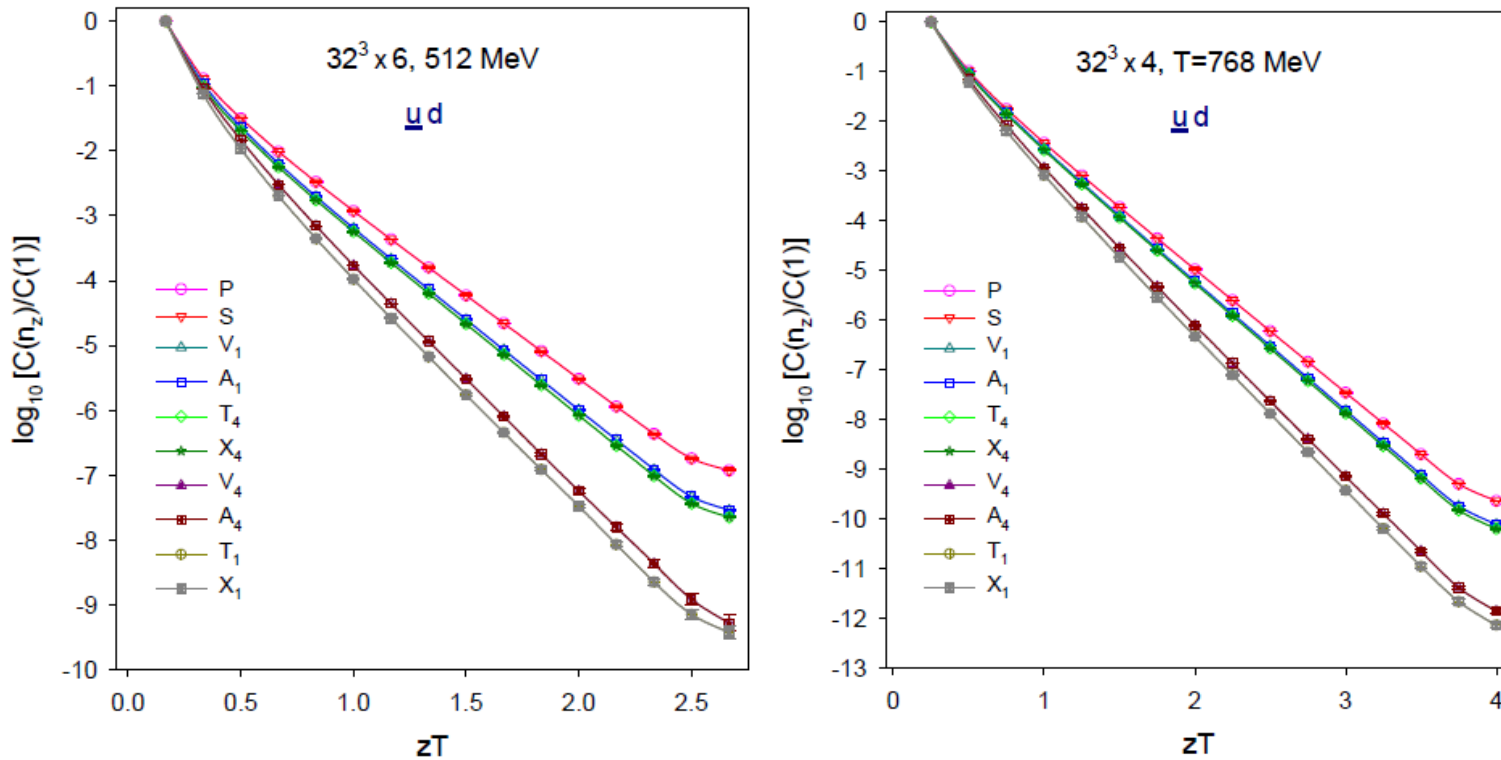 32³ x 6, 512 MeV
u d
log₁₀ [C(n_z)/C(1)]
0
-1
-2
-3
-4
-5
-6
-7
-8
-9
-10
P
S
V₁
A₁
T₄
X₄
V₄
A₄
T₁
X₁
0.0 0.5 1.0 1.5 2.0 2.5
zT
32³ x 4, T=768 MeV
u d
log₁₀ [C(n_z)/C(1)]
0
-1
-2
-3
-4
-5
-6
-7
-8
-9
-10
-11
-12
-13
P
S
V₁
A₁
T₄
X₄
V₄
A₄
T₁
X₁
0 1 2 3 4
zT